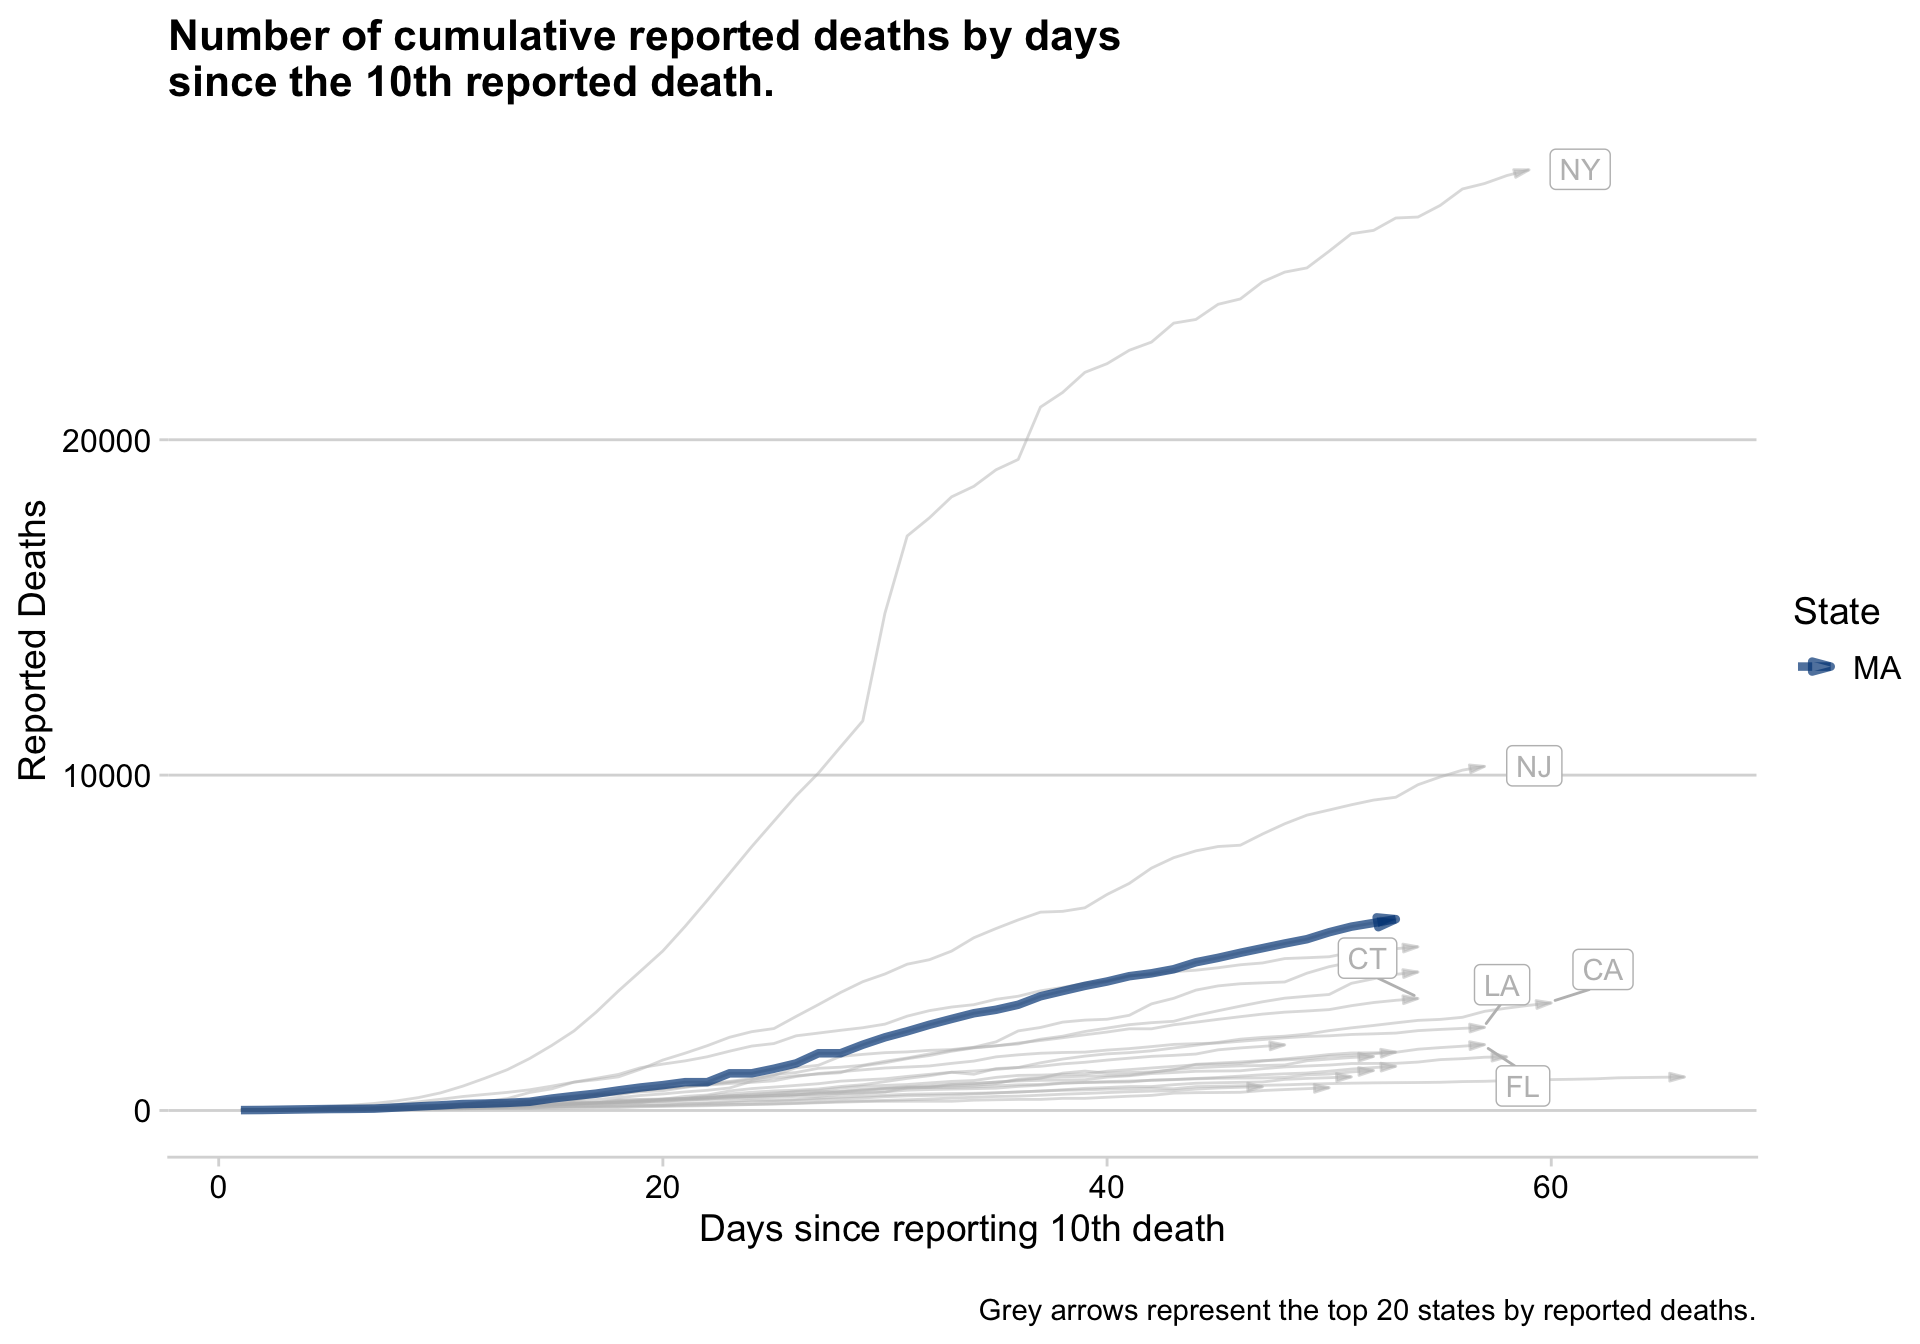 Number of cumulative reported deaths by days
since the 10th reported death.
NY
20000
Reported Deaths
State
MA
NJ
10000
CT
LA
CA
FL
0
0
20
40
60
Days since reporting 10th death
Grey arrows represent the top 20 states by reported deaths.